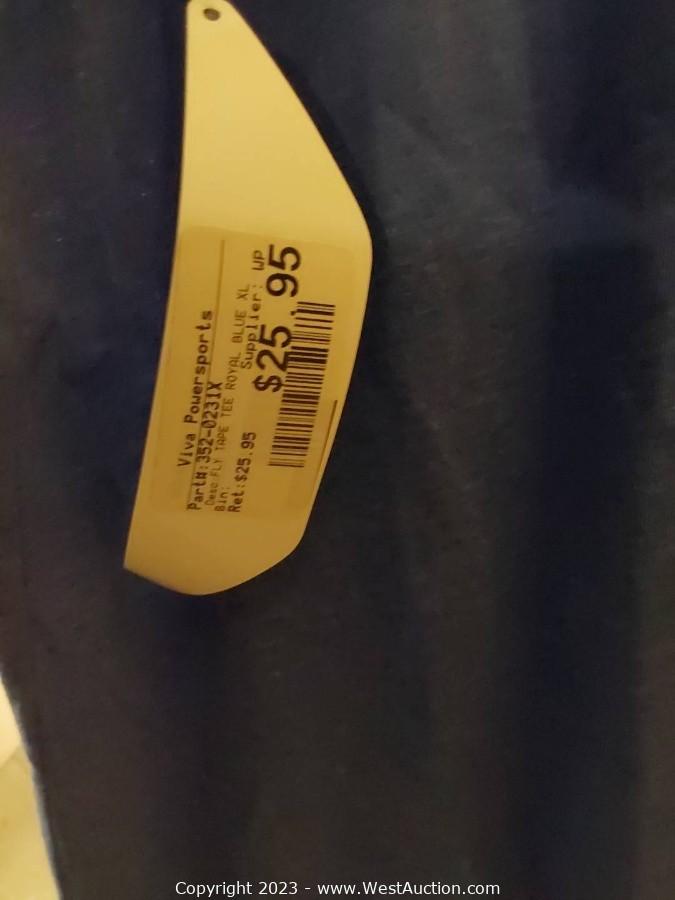 Viva Powersports
Part#:352-0231X
Desc:FLY TAPE TEE ROYAL BLUE XL
Bin: Supplier: WP
Ret:$25.95
$25.95
Copyright 2023 - www.WestAuction.com